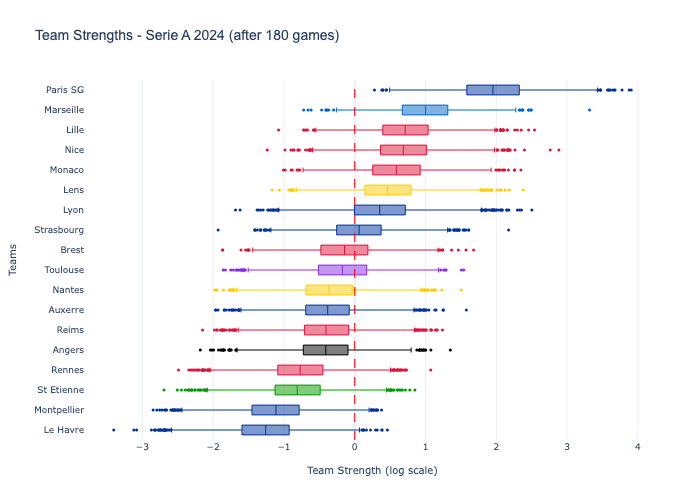 Team Strengths - Serie A 2024 (after 180 games)
Paris SG
Marseille
Lille
Nice
Monaco
Lens
Lyon
Strasbourg
Brest
Toulouse
Nantes
Auxerre
Reims
Angers
Rennes
St Etienne
Montpellier
Le Havre
Teams
−3 −2 −1 0 1 2 3 4
Team Strength (log scale)